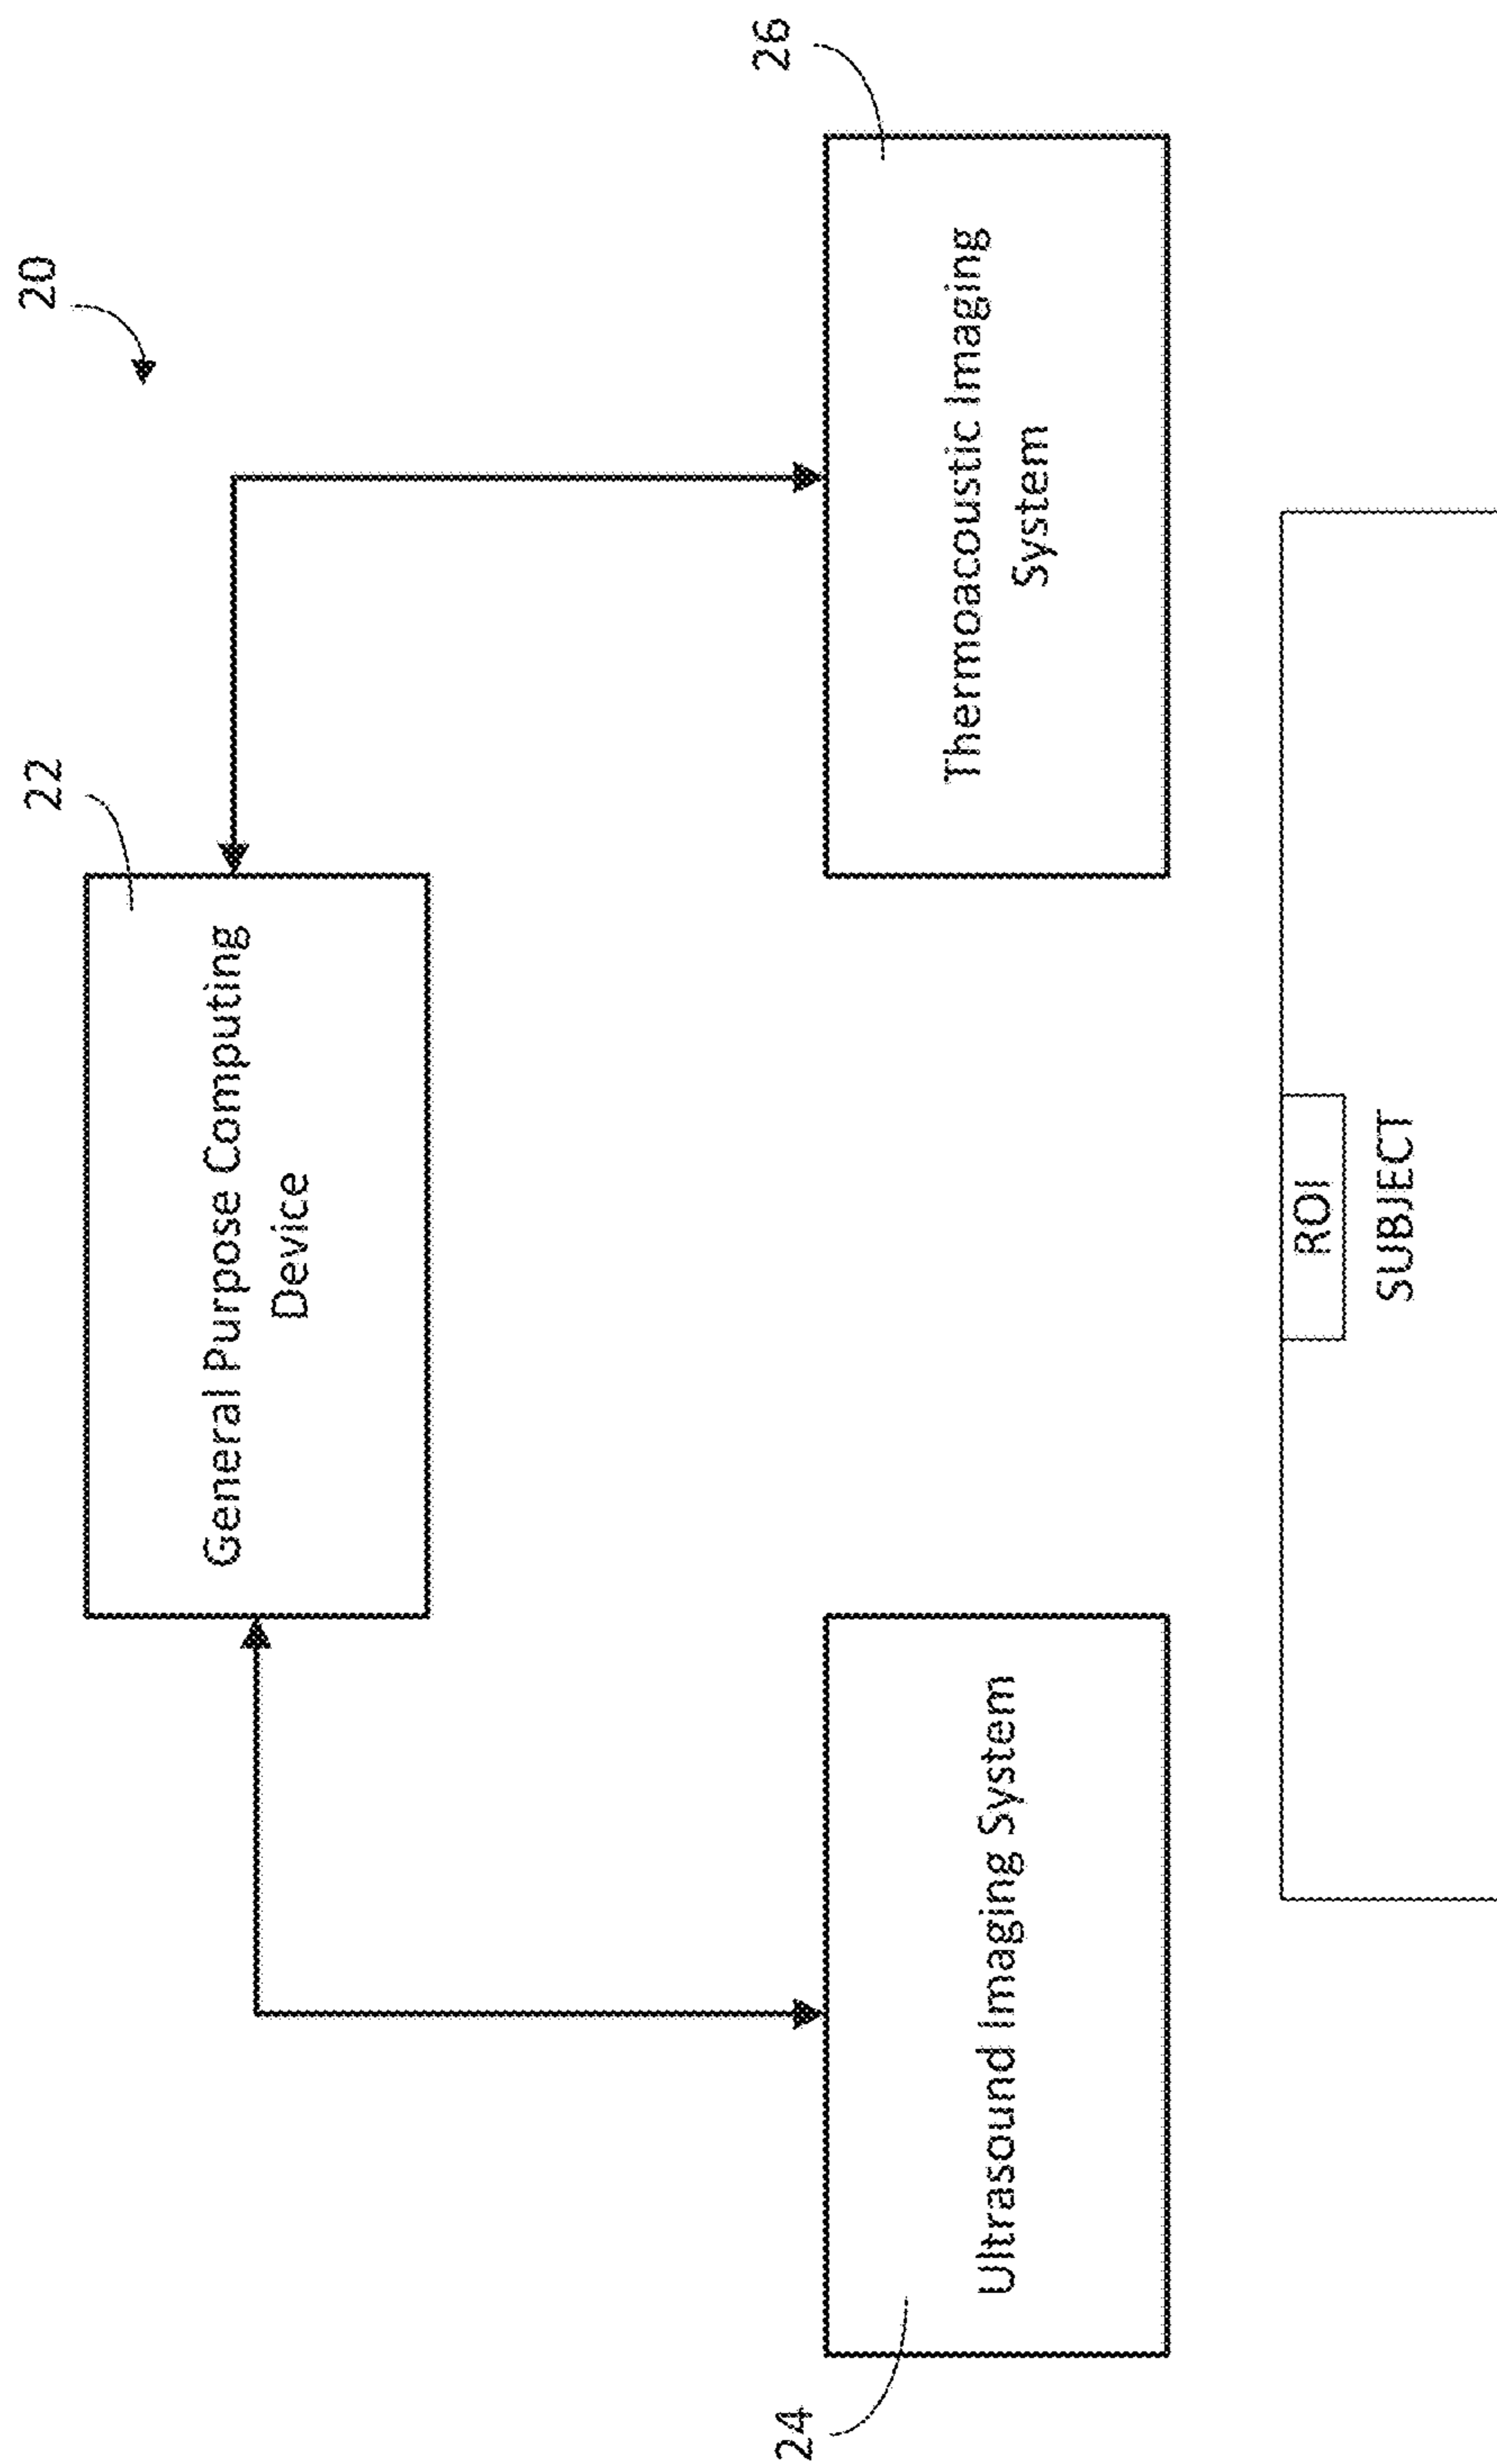 20
22
General Purpose Computing
Device
24
Ultrasound Imaging System
26
Thermoacoustic Imaging
System
ROI
SUBJECT